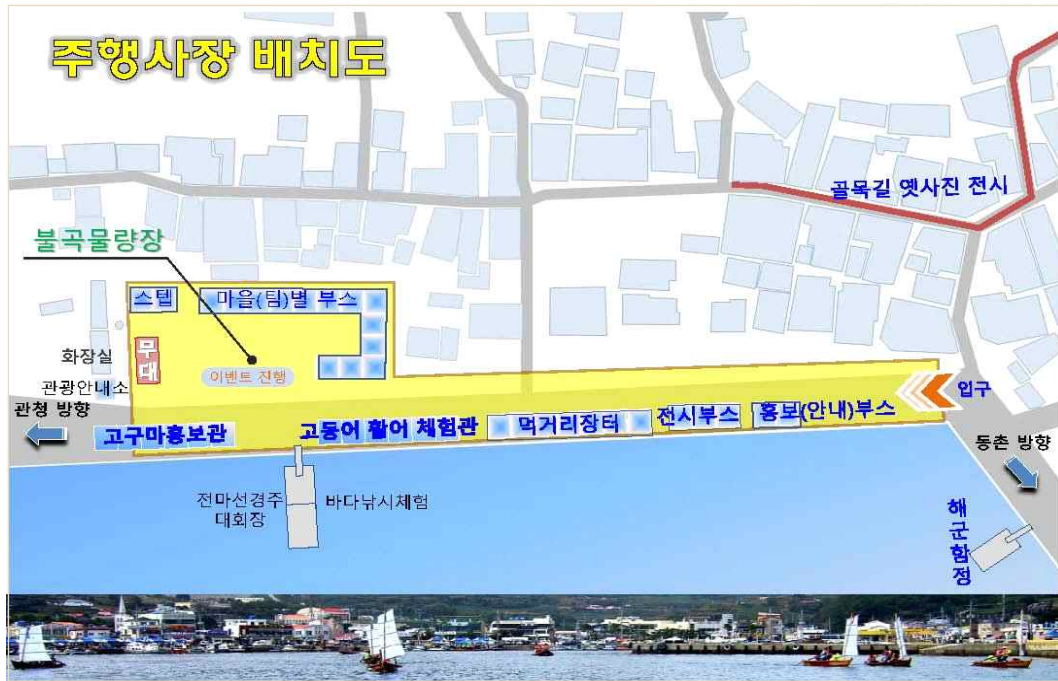 주행사장 배치도
골목길 옛사진 전시
불곡물량장
스텝
마을(팀)별 부스
무대
화장실
이벤트 진행
관광안내소
입구
관청 방향
고구마홍보관
고등어 활어 체험관
먹거리장터
전시부스
홍보(안내)부스
동촌 방향
전마선경주
대회장
바다낚시체험
해군함정